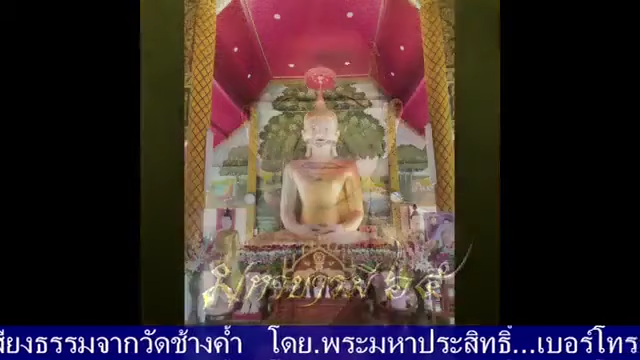 สียงธรรมจากวัดช้างค้ำ โดย.พระมหาประสิทธิ์...เบอร์โทร